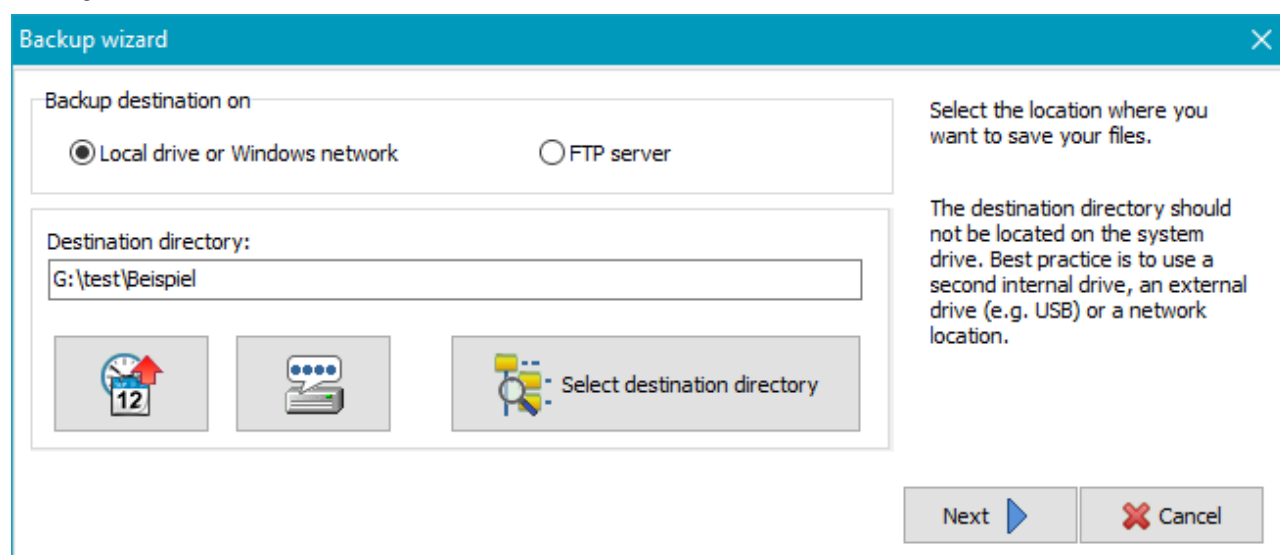 Backup wizard
Backup destination on
Local drive or Windows network
FTP server
Select the location where you
want to save your files.
The destination directory should
not be located on the system
drive. Best practice is to use a
second internal drive, an external
drive (e.g. USB) or a network
location.
Destination directory:
G:\test\Beispiel
12
Select destination directory
Next
Cancel